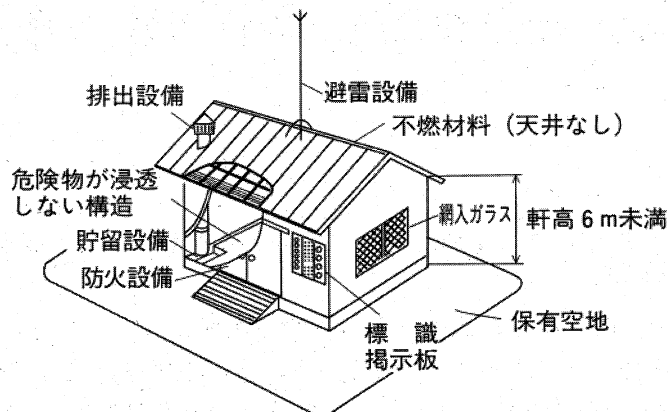 避雷設備
排出設備
不燃材料（天井なし）
危険物が浸透
しない構造
網入ガラス
軒高6m未満
貯留設備
防火設備
保有空地
標識
掲示板